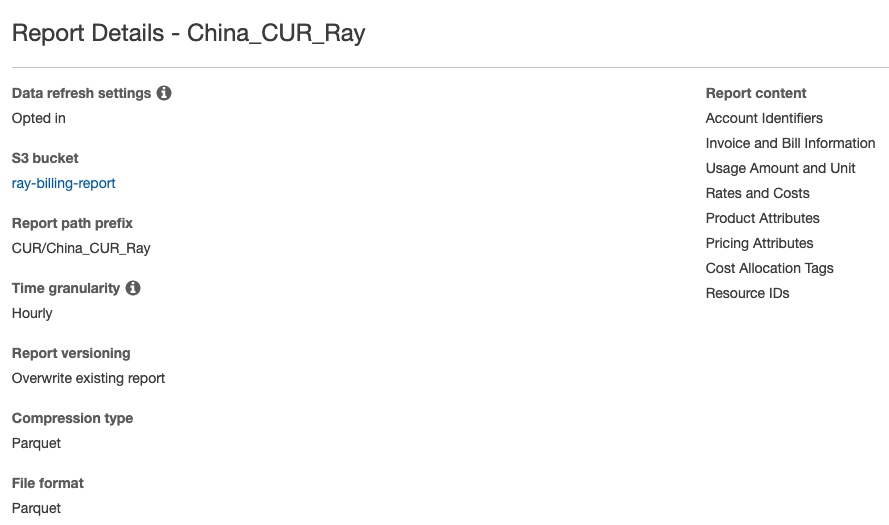 Report Details - China_CUR_Ray
Data refresh settings
Opted in
S3 bucket
ray-billing-report
Report path prefix
CUR/China_CUR_Ray
Time granularity
Hourly
Report versioning
Overwrite existing report
Compression type
Parquet
File format
Parquet
Report content
Account Identifiers
Invoice and Bill Information
Usage Amount and Unit
Rates and Costs
Product Attributes
Pricing Attributes
Cost Allocation Tags
Resource IDs